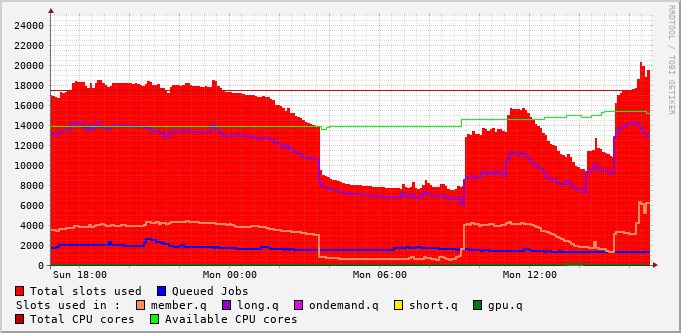 24000
22000
20000
18000
16000
14000
12000
10000
8000
6000
4000
2000
0
Sun 18:00 Mon 00:00 Mon 06:00 Mon 12:00
RRDTOOL / TOBI OETIKER
Total slots used Queued Jobs
Slots used in : member.q long.q ondemand.q short.q gpu.q
Total CPU cores Available CPU cores